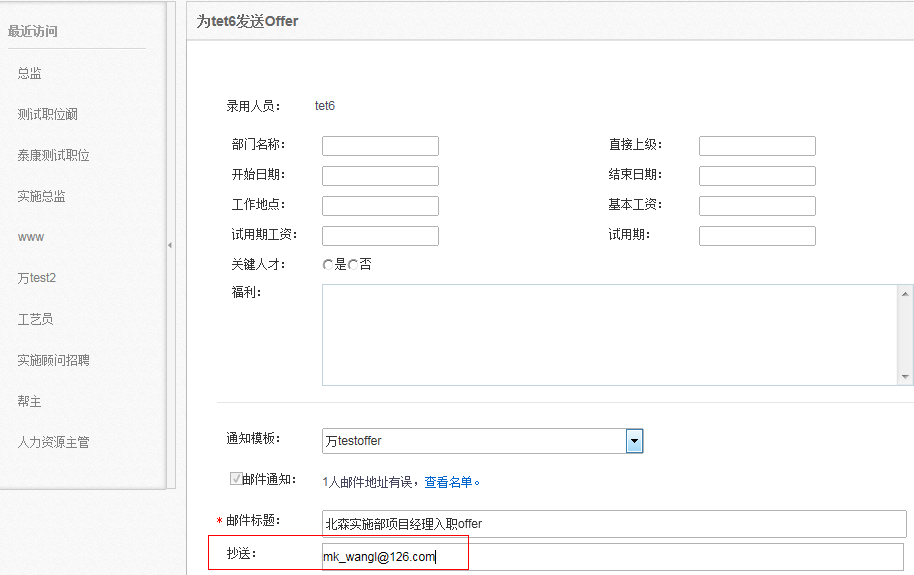 最近访问
总监
测试职位阚
泰康测试职位
实施总监
www
万test2
工艺员
实施顾问招聘
帮主
人力资源主管
为tet6发送Offer
录用人员： tet6
部门名称： 直接上级：
开始日期： 结束日期：
工作地点： 基本工资：
试用期工资： 试用期：
关键人才： 是 否
福利：
通知模板： 万testoffer
邮件通知： 1人邮件地址有误，查看名单。
* 邮件标题： 北森实施部项目经理入职offer
抄送： mk_wangl@126.com